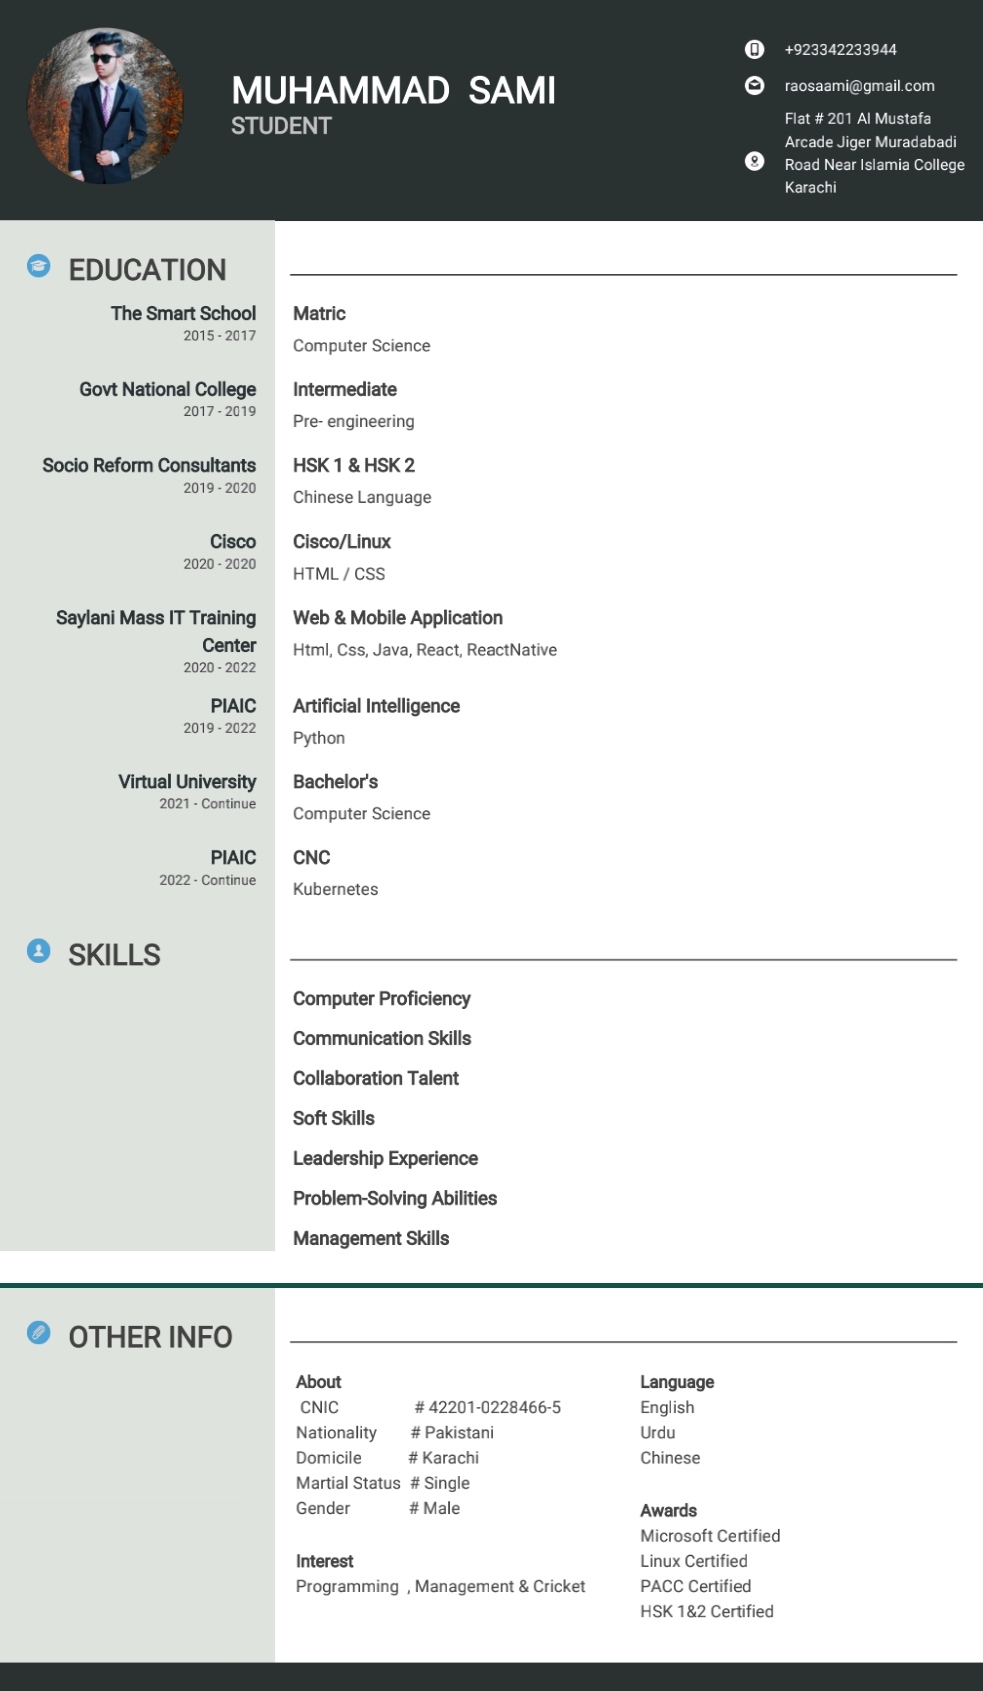 MUHAMMAD SAMI
STUDENT
+923342233944
raosaami@gmail.com
Flat # 201 Al Mustafa
Arcade Jiger Muradabadi
Road Near Islamia College
Karachi
EDUCATION
The Smart School
2015 - 2017
Matric
Computer Science
Govt National College
2017 - 2019
Intermediate
Pre- engineering
Socio Reform Consultants
2019 - 2020
HSK 1 & HSK 2
Chinese Language
Cisco
2020 - 2020
Cisco/Linux
HTML / CSS
Saylani Mass IT Training
Center
2020 - 2022
Web & Mobile Application
Html, Css, Java, React, ReactNative
PIAIC
2019 - 2022
Artificial Intelligence
Python
Virtual University
2021 - Continue
Bachelor's
Computer Science
PIAIC
2022 - Continue
CNC
Kubernetes
SKILLS
Computer Proficiency
Communication Skills
Collaboration Talent
Soft Skills
Leadership Experience
Problem-Solving Abilities
Management Skills
OTHER INFO
About
CNIC # 42201-0228466-5
Nationality # Pakistani
Domicile # Karachi
Martial Status # Single
Gender # Male
Interest
Programming , Management & Cricket
Language
English
Urdu
Chinese
Awards
Microsoft Certified
Linux Certified
PACC Certified
HSK 1&2 Certified